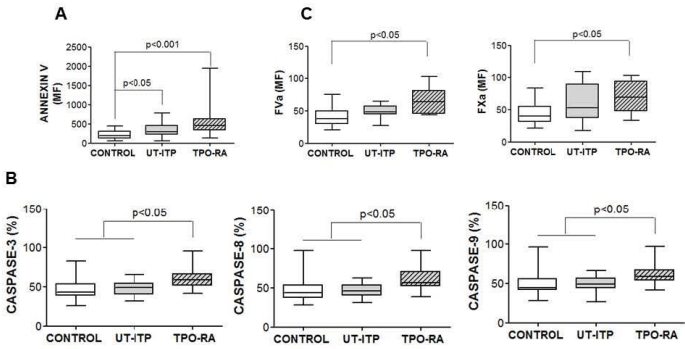 A
C
ANNEXIN V (MF)
2500
2000
1500
1000
500
0
p<0.001
p<0.05
CONTROL UT-ITP TPO-RA
FVa (MF)
150
100
50
0
p<0.05
CONTROL UT-ITP TPO-RA
FXa (MF)
150
100
50
0
p<0.05
CONTROL UT-ITP TPO-RA
B
CASPASE-3 (%)
150
100
50
0
p<0.05
CONTROL UT-ITP TPO-RA
CASPASE-8 (%)
150
100
50
0
p<0.05
CONTROL UT-ITP TPO-RA
CASPASE-9 (%)
150
100
50
0
p<0.05
CONTROL UT-ITP TPO-RA